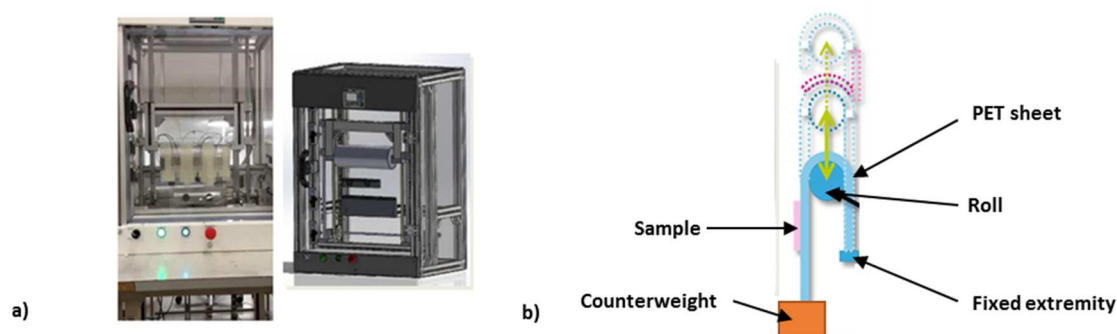 PET sheet
Roll
Sample
Fixed extremity
Counterweight
a)
b)